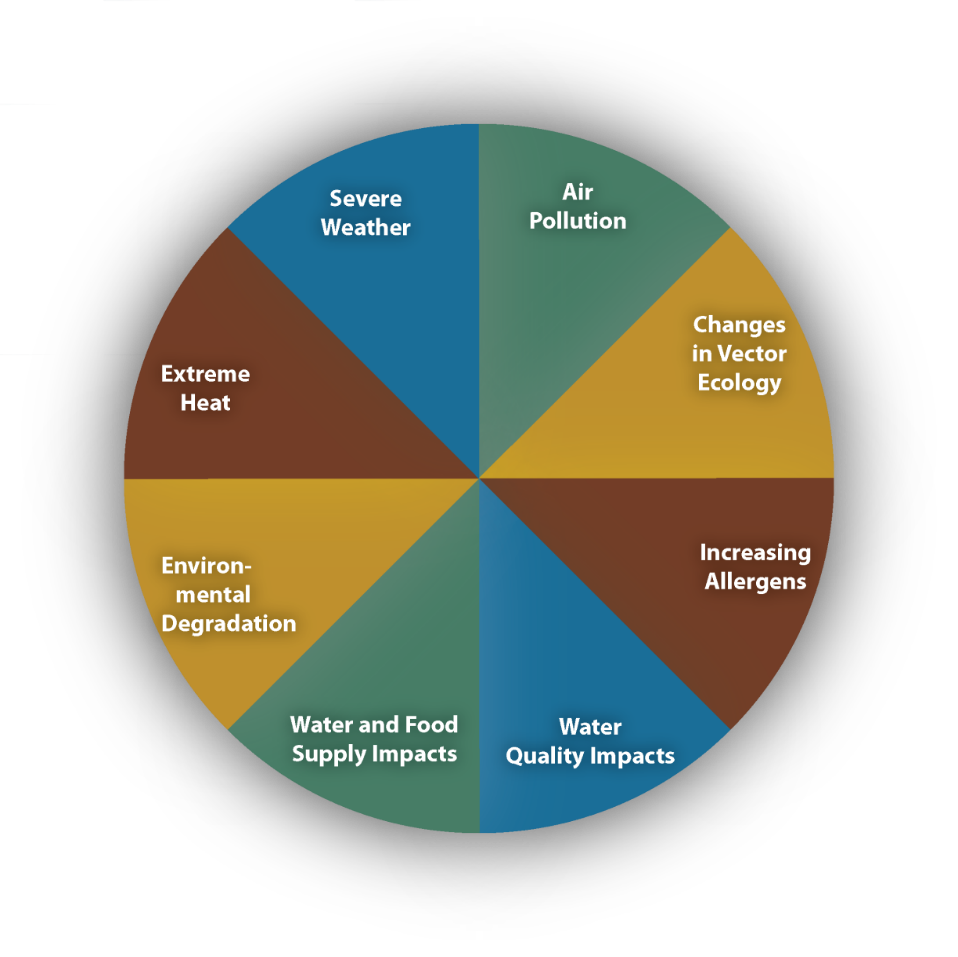 Severe
Weather
Air
Pollution
Changes
in Vector
Ecology
Extreme
Heat
Increasing
Allergens
Environ-
mental
Degradation
Water and Food
Supply Impacts
Water
Quality Impacts